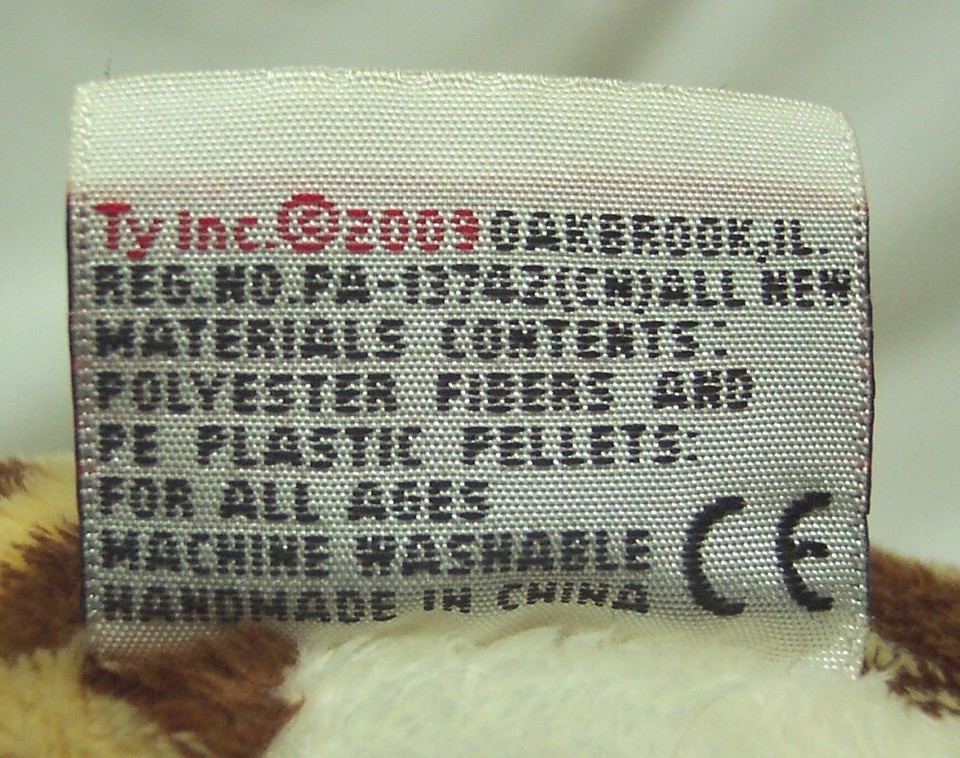 Ty Inc.©2009 OAKBROOK,IL.
REG.NO.PA-13742(CN)ALL NEW
MATERIALS CONTENTS:
POLYESTER FIBERS AND
PE PLASTIC PELLETS:
FOR ALL AGES
MACHINE WASHABLE
HANDMADE IN CHINA
CE